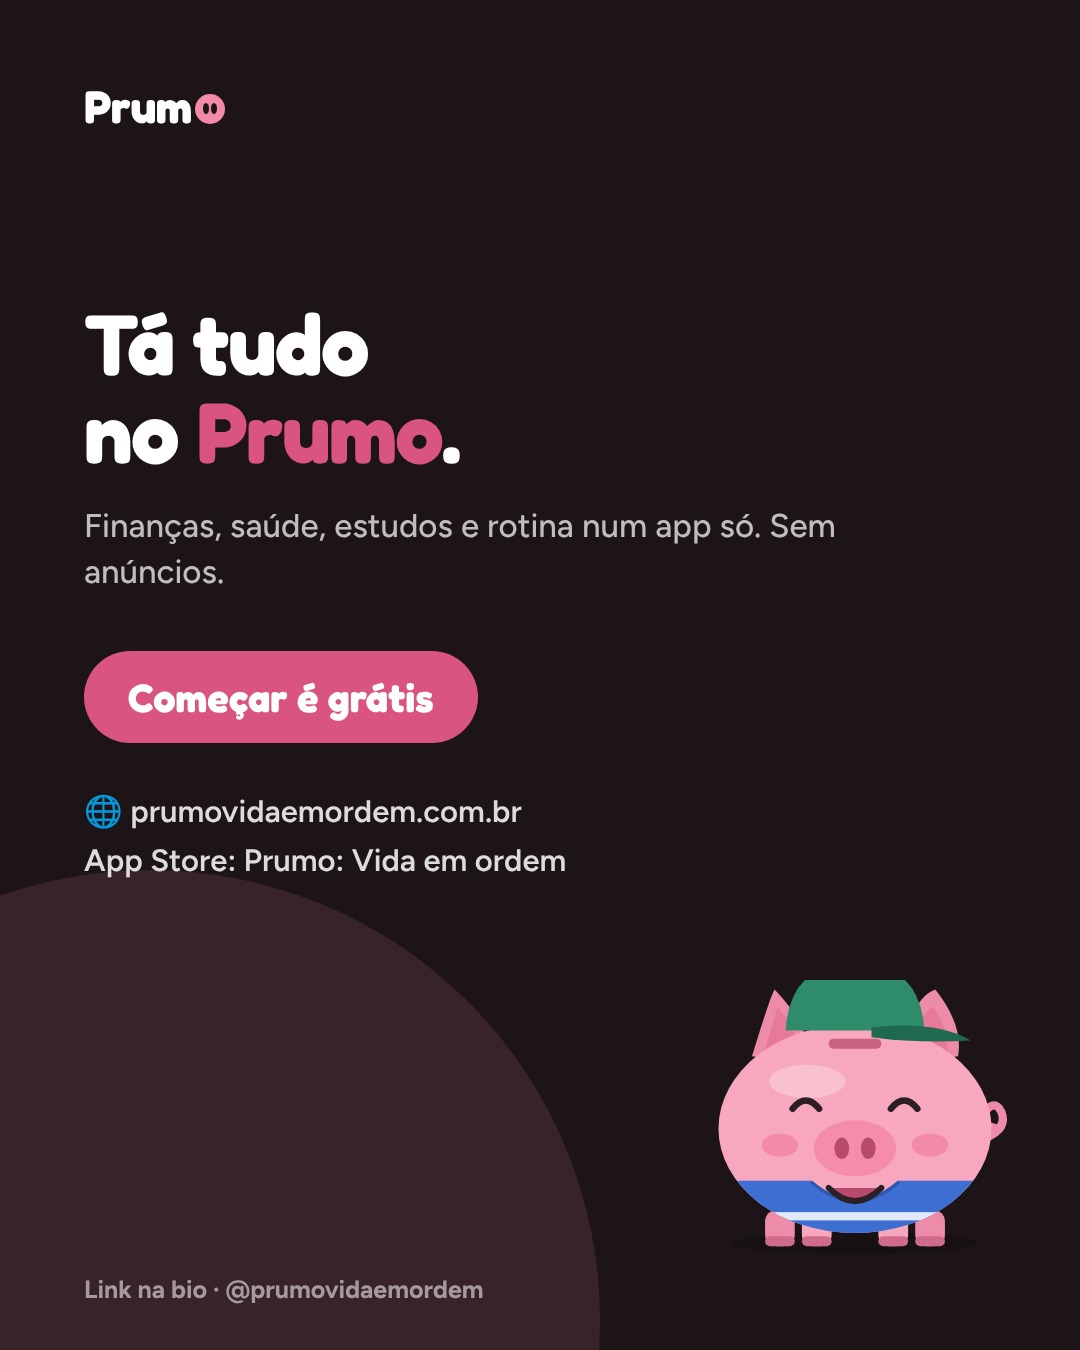 Prumo
Tá tudo
no Prumo.
Finanças, saúde, estudos e rotina num app só. Sem
anúncios.
Começar é grátis
🌐 prumovidaemordem.com.br
App Store: Prumo: Vida em ordem
Link na bio · @prumovidaemordem